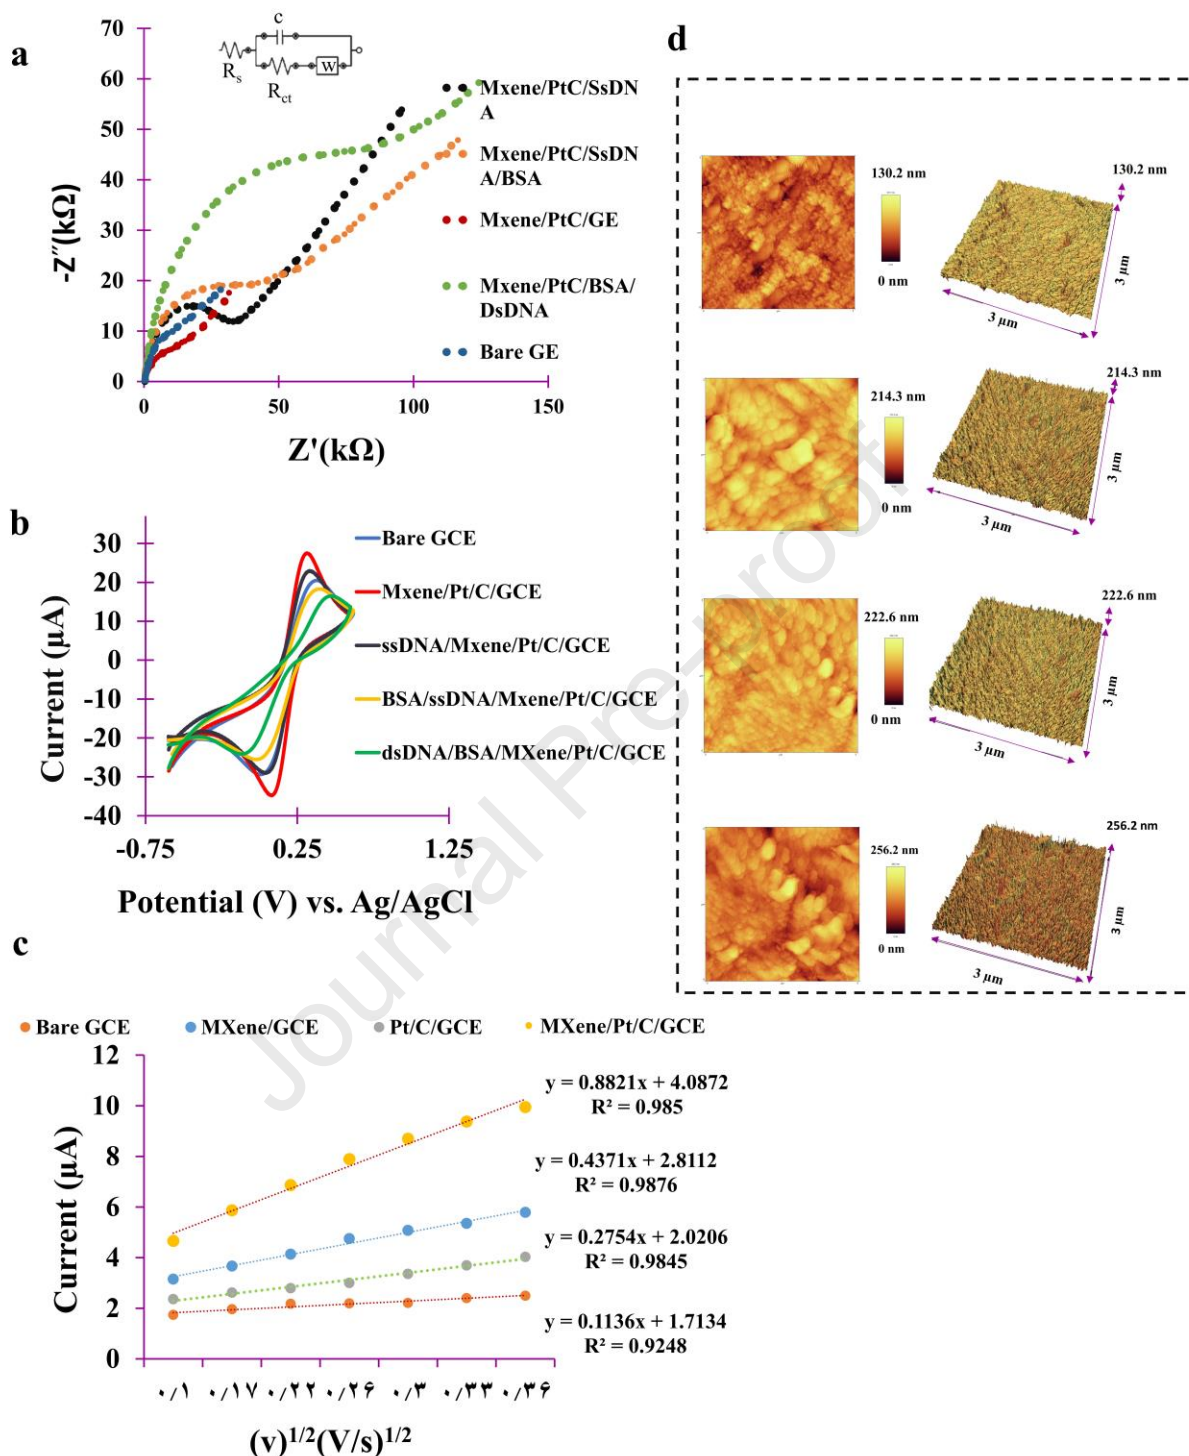 a
70
60
50
40
30
20
10
0
-Z″(kΩ)
0
50
100
150
Z'(kΩ)
c
Rs
Rct
W
Mxene/PtC/SsDN
A
Mxene/PtC/SsDN
A/BSA
Mxene/PtC/GE
Mxene/PtC/BSA/
DsDNA
Bare GE
b
30
20
10
0
-10
-20
-30
-40
Current (µA)
-0.75
0.25
1.25
Potential (V) vs. Ag/AgCl
Bare GCE
Mxene/Pt/C/GCE
ssDNA/Mxene/Pt/C/GCE
BSA/ssDNA/Mxene/Pt/C/GCE
dsDNA/BSA/MXene/Pt/C/GCE
c
Bare GCE
MXene/GCE
Pt/C/GCE
MXene/Pt/C/GCE
12
10
8
6
4
2
0
Current (µA)
y = 0.8821x + 4.0872
R² = 0.985
y = 0.4371x + 2.8112
R² = 0.9876
y = 0.2754x + 2.0206
R² = 0.9845
y = 0.1136x + 1.7134
R² = 0.9248
۰/۱
۰/۱۷
۰/۲۲
۰/۲۶
۰/۳
۰/۳۳
۰/۳۶
(v)1/2(V/s)1/2
d
130.2 nm
0 nm
130.2 nm
3 µm
3 µm
214.3 nm
0 nm
214.3 nm
3 µm
3 µm
222.6 nm
0 nm
222.6 nm
3 µm
3 µm
256.2 nm
0 nm
256.2 nm
3 µm
3 µm
Journal Pre-proof